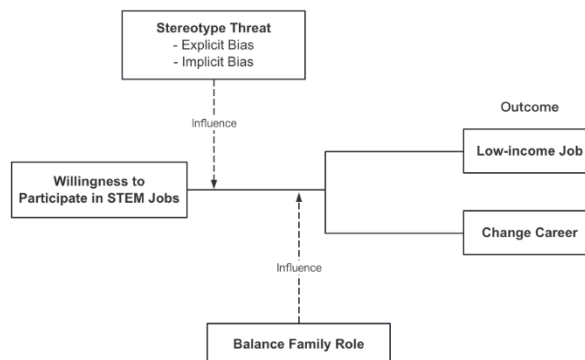 Stereotype Threat
- Explicit Bias
- Implicit Bias
Influence
Outcome
Low-income Job
Willingness to
Participate in STEM Jobs
Change Career
Influence
Balance Family Role